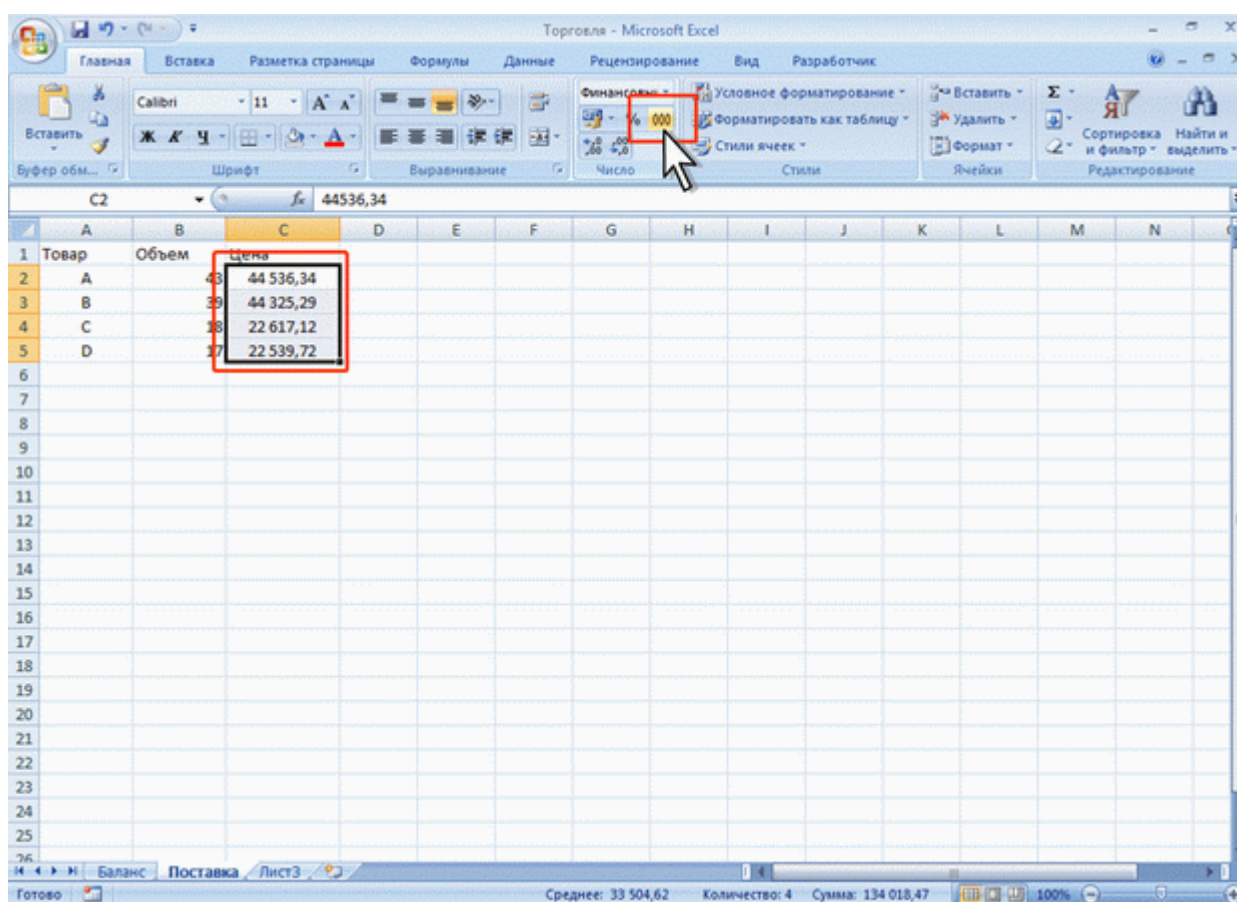 Торговля - Microsoft Excel
Главная Вставка Разметка страницы Формулы Данные Рецензирование Вид Разработчик
Вставить
Calibri 11
Ж К Ч
% 000
Условное форматирование
Форматировать как таблицу
Стили ячеек
Вставить
Удалить
Формат
Σ
Сортировка и фильтр
Найти и выделить
Буфер обм... Шрифт Выравнивание Число Стили Ячейки Редактирование
C2 fx 44536,34
A B C D E F G H I J K L M N
1 Товар Объем Цена
2 A 43 44 536,34
3 B 39 44 325,29
4 C 18 22 617,12
5 D 17 22 539,72
6
7
8
9
10
11
12
13
14
15
16
17
18
19
20
21
22
23
24
25
26
Баланс Поставка Лист3
Готово Среднее: 33 504,62 Количество: 4 Сумма: 134 018,47 100%